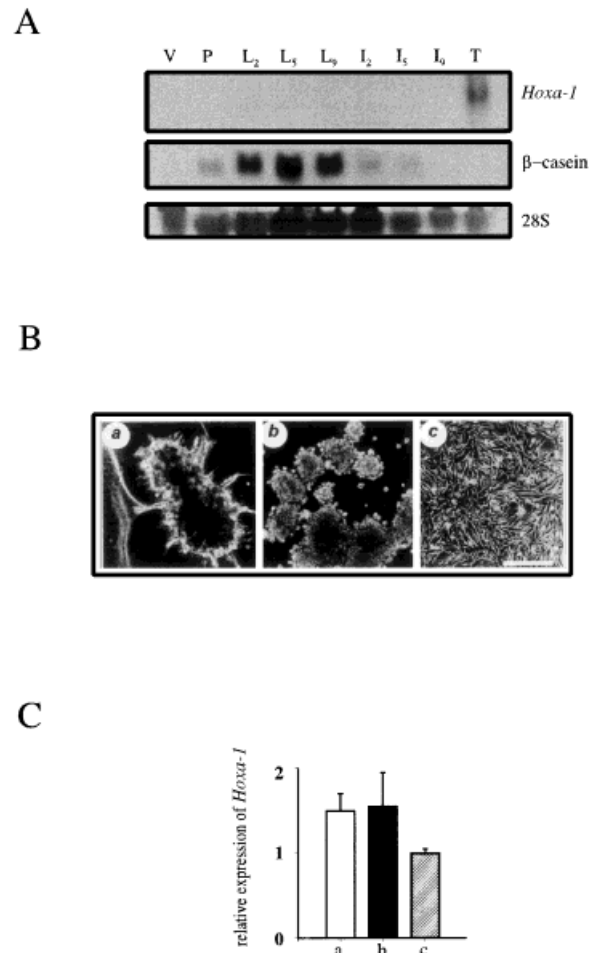 A
V P L₂ L₅ L₉ I₂ I₅ I₉ T
Hoxa-1
β-casein
28S
B
a b c
C
relative expression of Hoxa-1
2
1
0
a b c